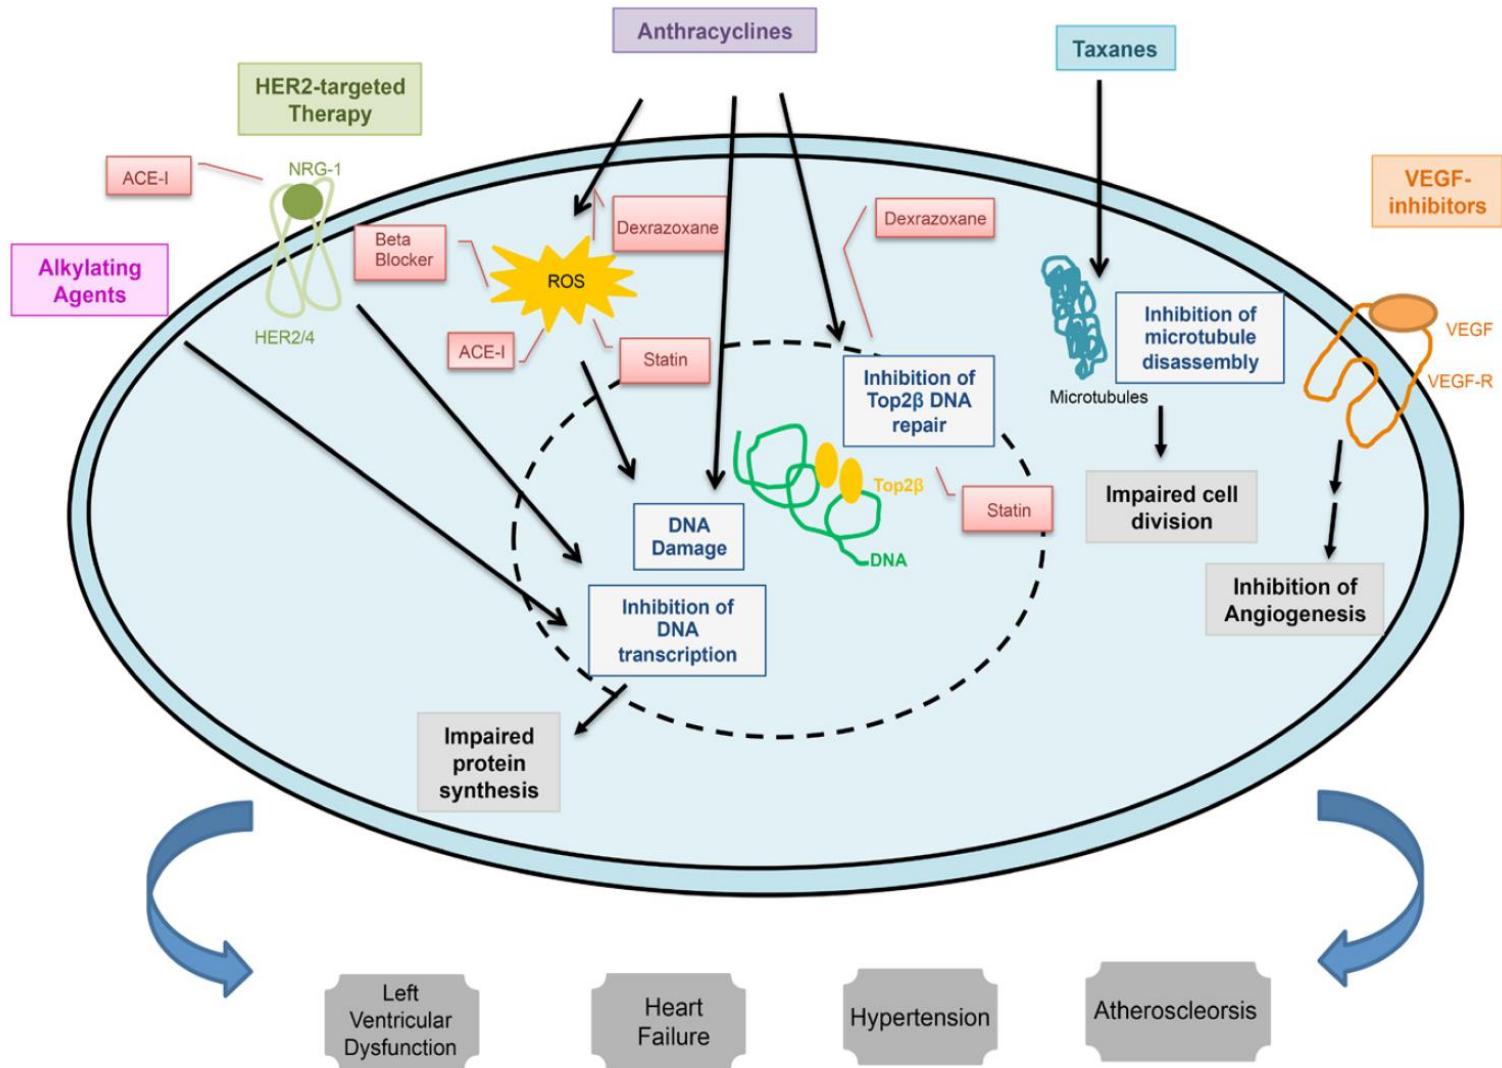 Anthracyclines
Taxanes
HER2-targeted
Therapy
ACE-I
NRG-1
VEGF-
inhibitors
Dexrazoxane
Dexrazoxane
Beta
Blocker
Alkylating
Agents
ROS
HER2/4
ACE-I
Statin
Inhibition of
microtubule
disassembly
VEGF
VEGF-R
Microtubules
Inhibition of
Top2β DNA
repair
Top2β
Statin
Impaired cell
division
DNA
Damage
DNA
Inhibition of
Angiogenesis
Inhibition of
DNA
transcription
Impaired
protein
synthesis
Left
Ventricular
Dysfunction
Heart
Failure
Hypertension
Atheroscleorsis